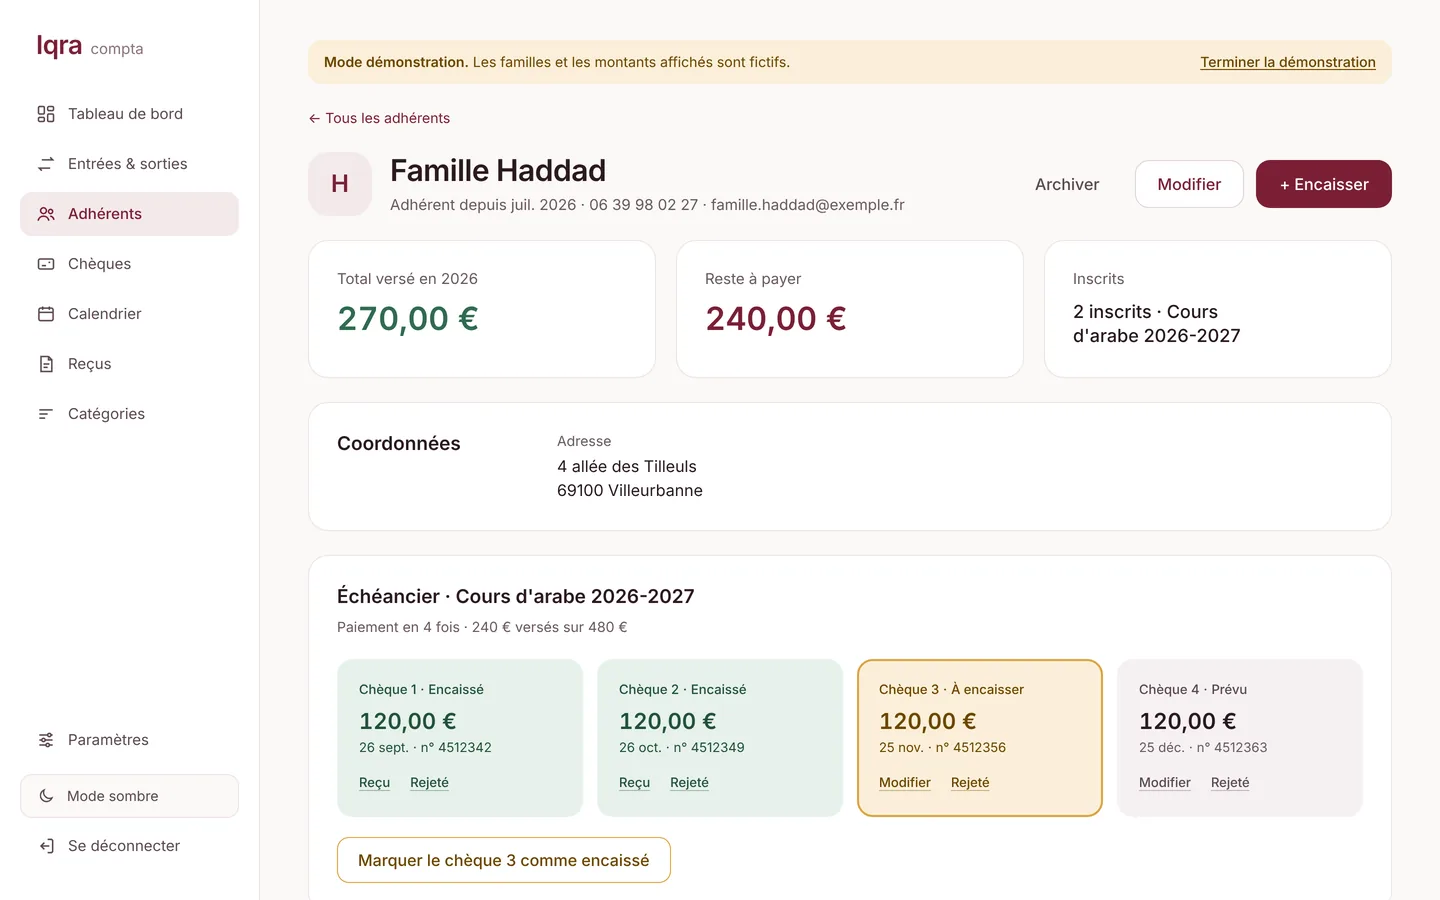 Iqra compta
Tableau de bord
Entrées & sorties
Adhérents
Chèques
Calendrier
Reçus
Catégories
Paramètres
Mode sombre
Se déconnecter
Mode démonstration. Les familles et les montants affichés sont fictifs.
Terminer la démonstration
← Tous les adhérents
H
Famille Haddad
Adhérent depuis juil. 2026 · 06 39 98 02 27 · famille.haddad@exemple.fr
Archiver
Modifier
+ Encaisser
Total versé en 2026
270,00 €
Reste à payer
240,00 €
Inscrits
2 inscrits · Cours
d'arabe 2026-2027
Coordonnées
Adresse
4 allée des Tilleuls
69100 Villeurbanne
Échéancier · Cours d'arabe 2026-2027
Paiement en 4 fois · 240 € versés sur 480 €
Chèque 1 · Encaissé
120,00 €
26 sept. · n° 4512342
Reçu Rejeté
Chèque 2 · Encaissé
120,00 €
26 oct. · n° 4512349
Reçu Rejeté
Chèque 3 · À encaisser
120,00 €
25 nov. · n° 4512356
Modifier Rejeté
Chèque 4 · Prévu
120,00 €
25 déc. · n° 4512363
Modifier Rejeté
Marquer le chèque 3 comme encaissé